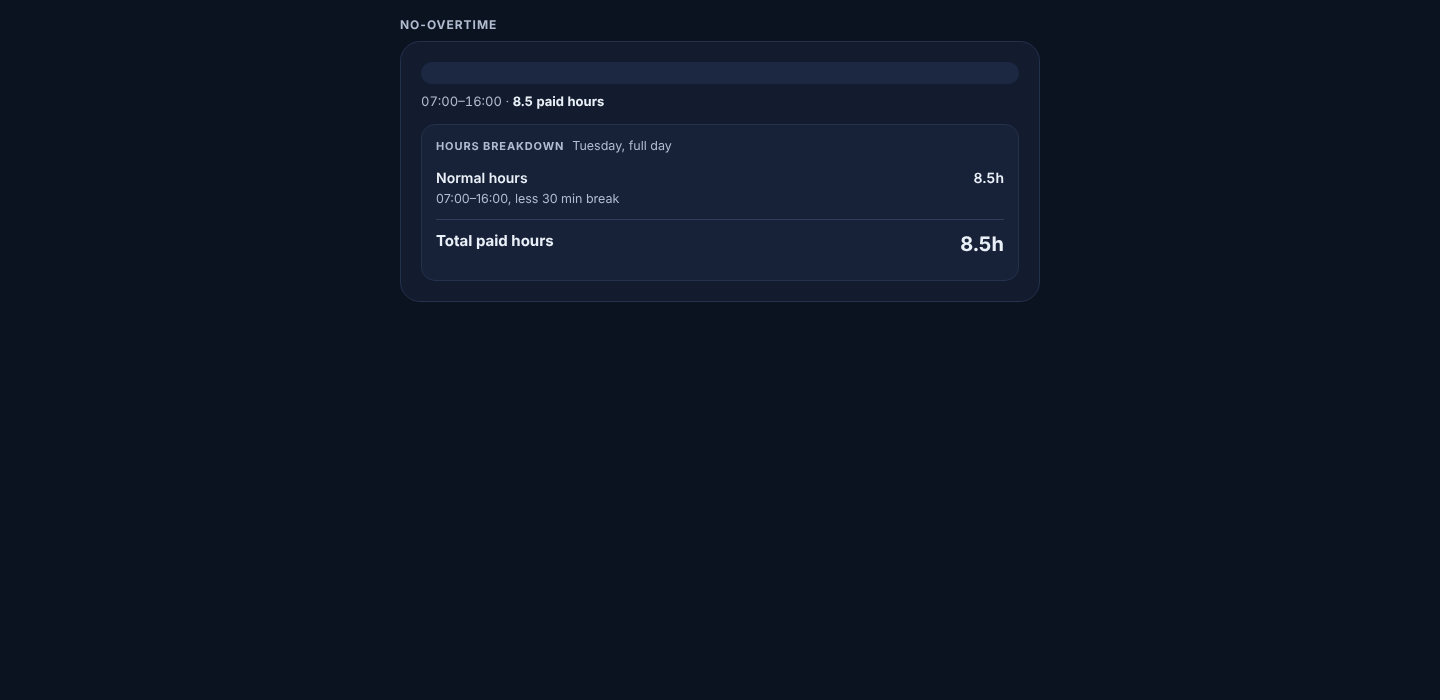 NO-OVERTIME
07:00–16:00 · 8.5 paid hours
HOURS BREAKDOWN Tuesday, full day
Normal hours 8.5h
07:00–16:00, less 30 min break
Total paid hours 8.5h